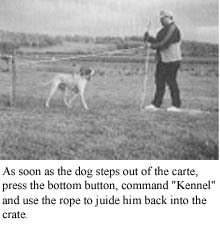 As soon as the dog steps out of the carte,
press the bottom button, command "Kennel"
and use the rope to juide him back into the
crate.